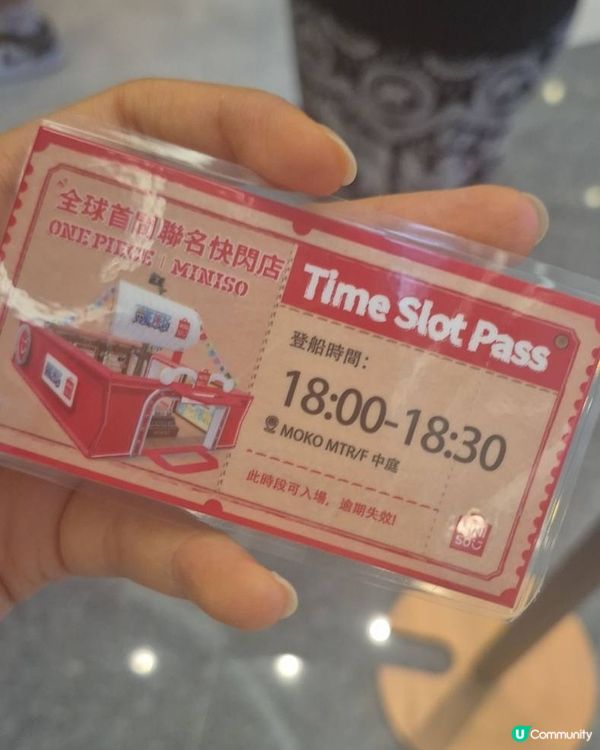 全球首間聯名快閃店
ONE PIECE | MINISO
Time Slot Pass
登船時間：
18:00-18:30
MOKO MTR/F 中庭
此時段可入場，逾期失效!
MINI
SO
U Community